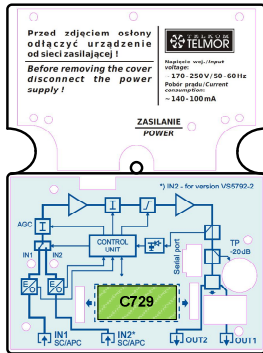 Przed zdjęciem osłony
odłączyć urządzenie
od sieci zasilającej !
Before removing the cover
disconnect the power
supply !
TELKOM
TELMOR
Napięcie wej./Input
voltage:
~170-250V/50-60Hz
Pobór prądu/Current
consumption:
~140-100mA
ZASILANIE
POWER
*) IN2 - for version VS5792-2
AGC
IN1
IN2
CONTROL
UNIT
Serial port
TP
-20dB
E/O
E/O
C729
IN1
SC/APC
IN2*
SC/APC
OUT2
OUT1